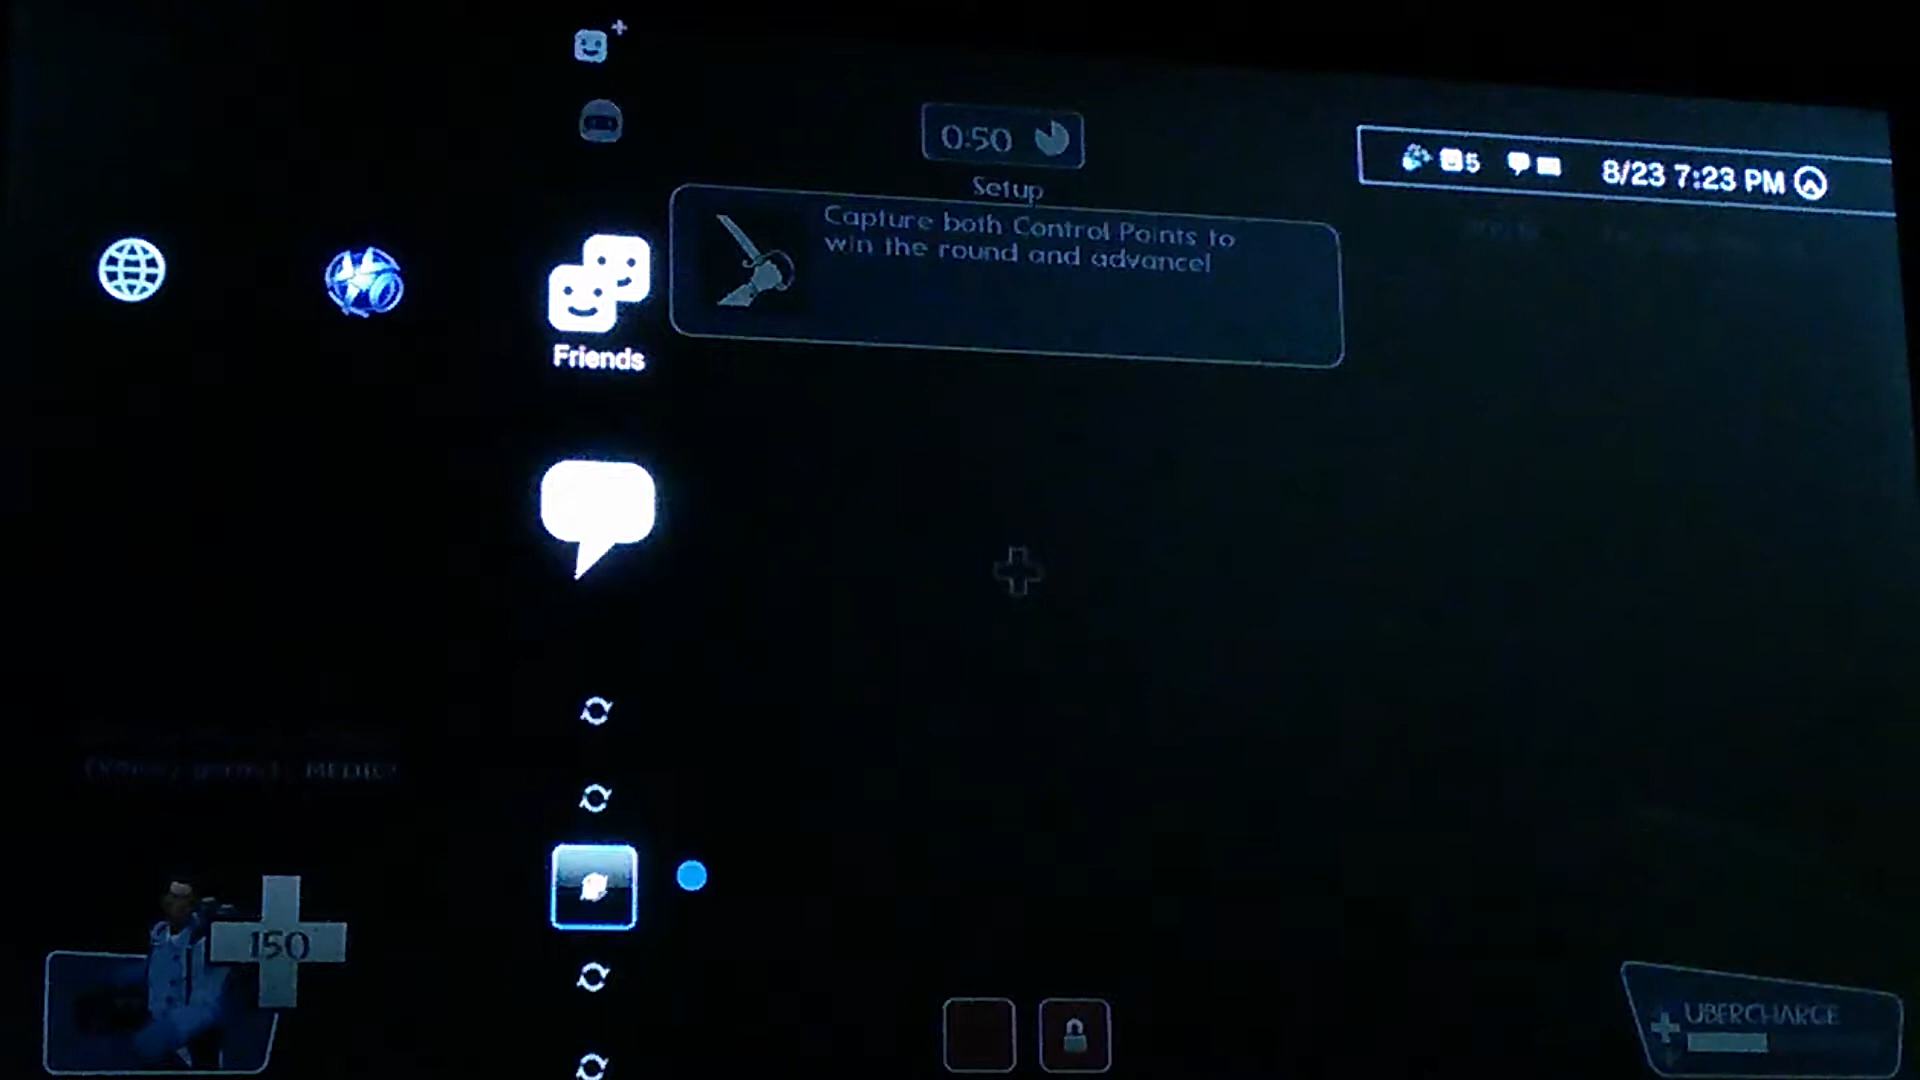 0:50
Setup
5
8/23 7:23 PM
Capture both Control Points to
win the round and advance!
Friends
MEDIC!
150
UBERCHARGE